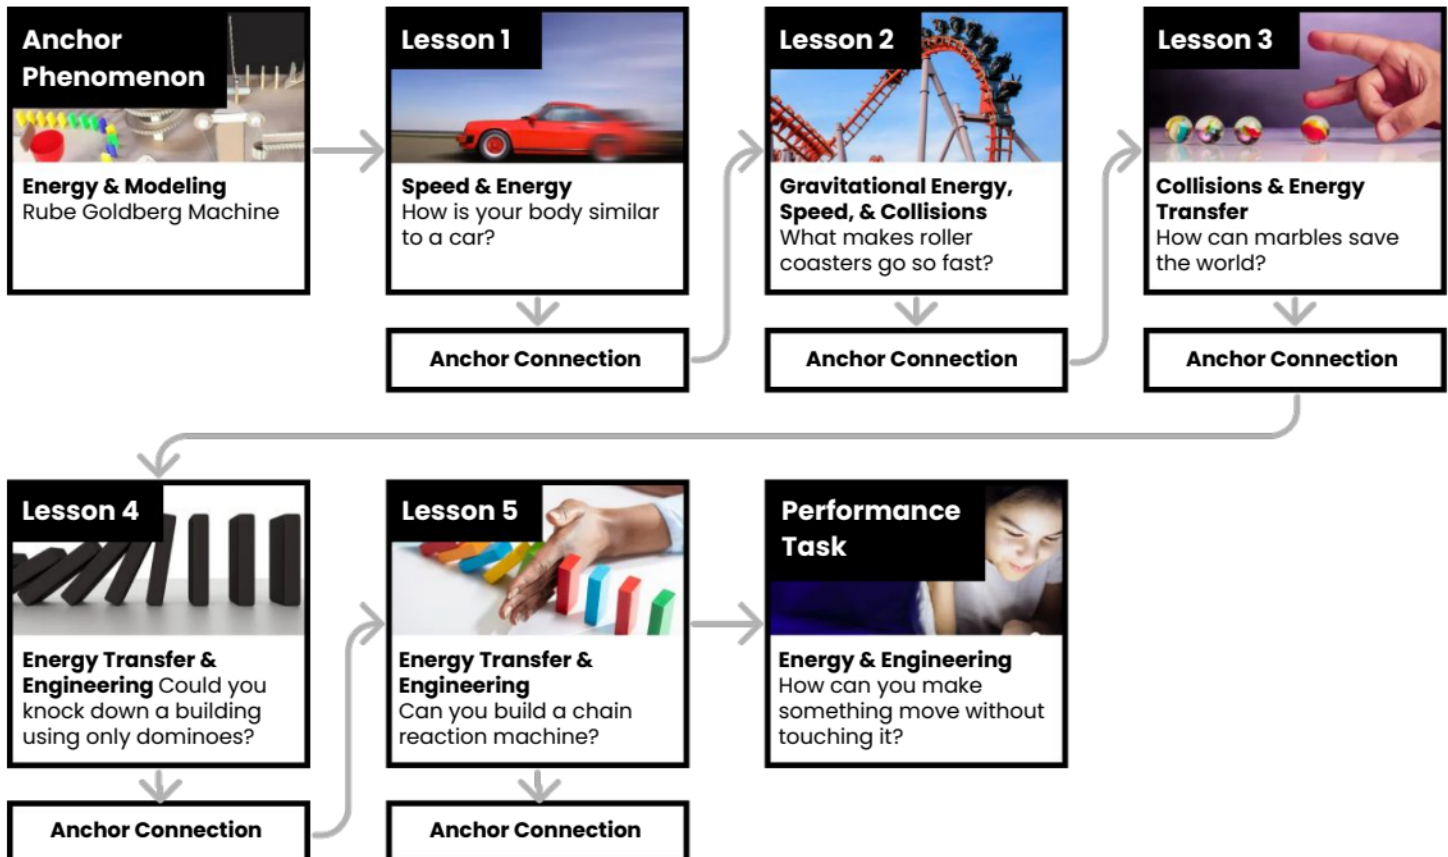 Anchor
Phenomenon
Energy & Modeling
Rube Goldberg Machine
Lesson 1
Speed & Energy
How is your body similar
to a car?
Anchor Connection
Lesson 2
Gravitational Energy,
Speed, & Collisions
What makes roller
coasters go so fast?
Anchor Connection
Lesson 3
Collisions & Energy
Transfer
How can marbles save
the world?
Anchor Connection
Lesson 4
Energy Transfer &
Engineering Could you
knock down a building
using only dominoes?
Anchor Connection
Lesson 5
Energy Transfer &
Engineering
Can you build a chain
reaction machine?
Anchor Connection
Performance
Task
Energy & Engineering
How can you make
something move without
touching it?